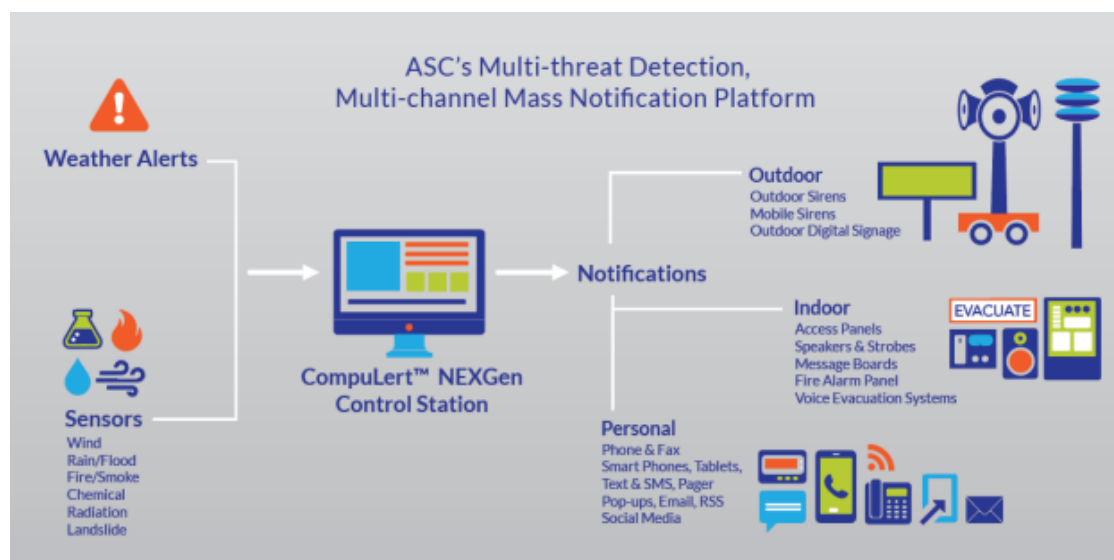 ASC's Multi-threat Detection,
Multi-channel Mass Notification Platform
Weather Alerts
Sensors
Wind
Rain/Flood
Fire/Smoke
Chemical
Radiation
Landslide
CompuLert™ NEXGen
Control Station
Notifications
Outdoor
Outdoor Sirens
Mobile Sirens
Outdoor Digital Signage
Indoor
Access Panels
Speakers & Strobes
Message Boards
Fire Alarm Panel
Voice Evacuation Systems
EVACUATE
Personal
Phone & Fax
Smart Phones, Tablets,
Text & SMS, Pager
Pop-ups, Email, RSS
Social Media